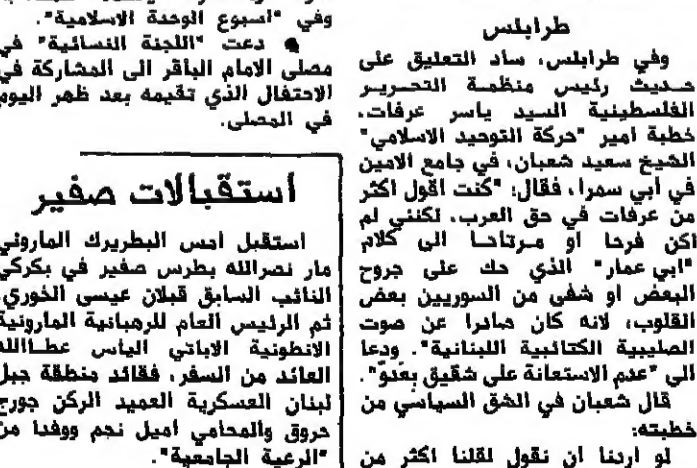 طرابلس
وفي طرابلس، ساد التعليق على
حديث رئيس منظمة التحرير
الفلسطينية السيد ياسر عرفات،
خطبة امير "حركة التوحيد الاسلامي"
الشيخ سعيد شعبان، في جامع الامين
في ابي سمرا، فقال: "كنت اقول اكثر
من عرفات في حق العرب، لكنني لم
اكن فرحا او مرتاحا الى كلام
"ابي عمار" الذي حك على جروح
البعض او شفى من السوريين بعض
القلوب، لانه كان صادرا عن صوت
الصليبية الكتائبية اللبنانية". ودعا
الى "عدم الاستعانة على شقيق بعدوّ".
قال شعبان في الشق السياسي من
خطبته:
لو اردنا ان نقول لقلنا اكثر من
وفي "اسبوع الوحدة الاسلامية".
● دعت "اللجنة النسائية" في
مصلى الامام الباقر الى المشاركة في
الاحتفال الذي تقيمه بعد ظهر اليوم
في المصلى.
استقبالات صفير
استقبل امس البطريرك الماروني
مار نصرالله بطرس صفير في بكركي
النائب السابق قبلان عيسى الخوري،
ثم الرئيس العام للرهبانية المارونية
الانطونية الاباتي الياس عطاالله
العائد من السفر، فقائد منطقة جبل
لبنان العسكرية العميد الركن جورج
حروق والمحامي اميل نجم ووفدا من
"الرعية الجامعية".